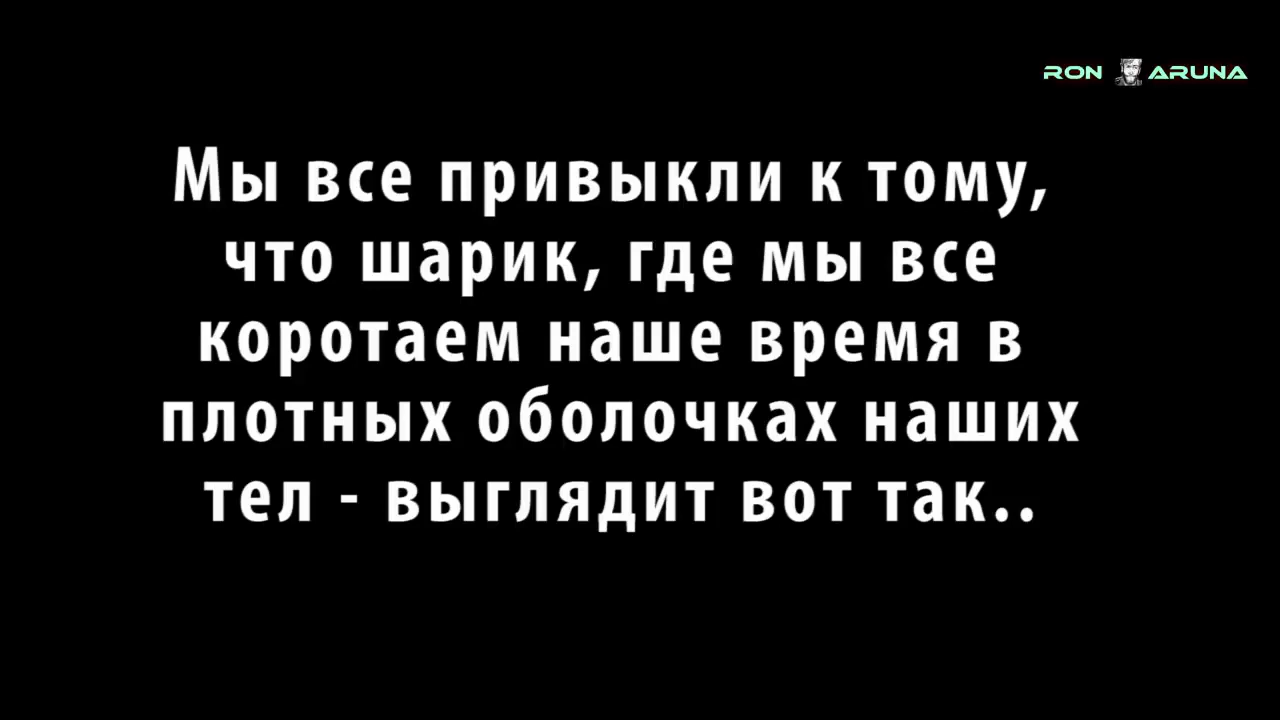 RON ARUNA
Мы все привыкли к тому,
что шарик, где мы все
коротаем наше время в
плотных оболочках наших
тел - выглядит вот так..